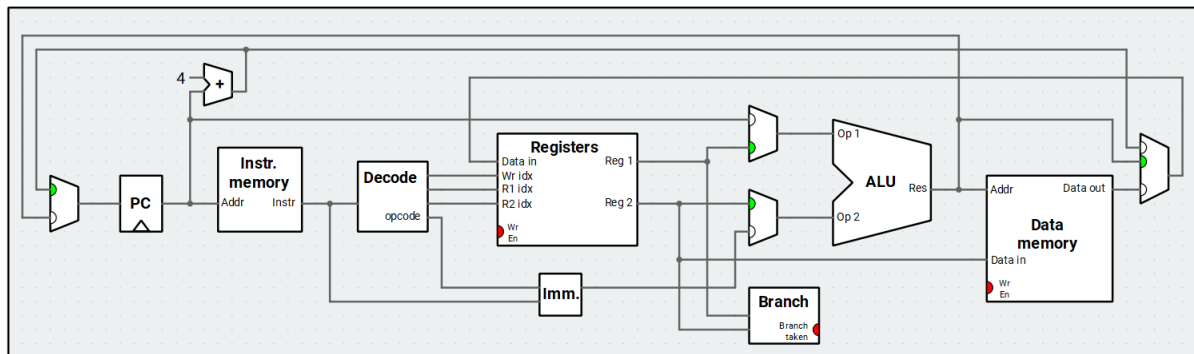 4
+
PC
Instr.
memory
Addr
Instr
Decode
opcode
Registers
Data in
Wr idx
R1 idx
R2 idx
Wr
En
Reg 1
Reg 2
Imm.
Branch
Branch
taken
Op 1
ALU
Res
Op 2
Addr
Data out
Data
memory
Data in
Wr
En